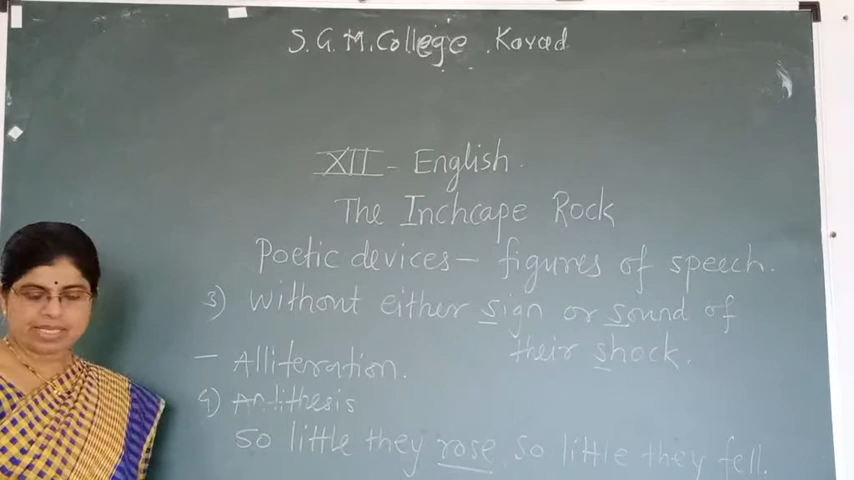 S. G. M. College . Kovad
XII - English.
The Inchcape Rock
Poetic devices - figures of speech.
3) Without either sign or sound of
their shock.
- Alliteration.
4) Antithesis
So little they rose so little they fell.